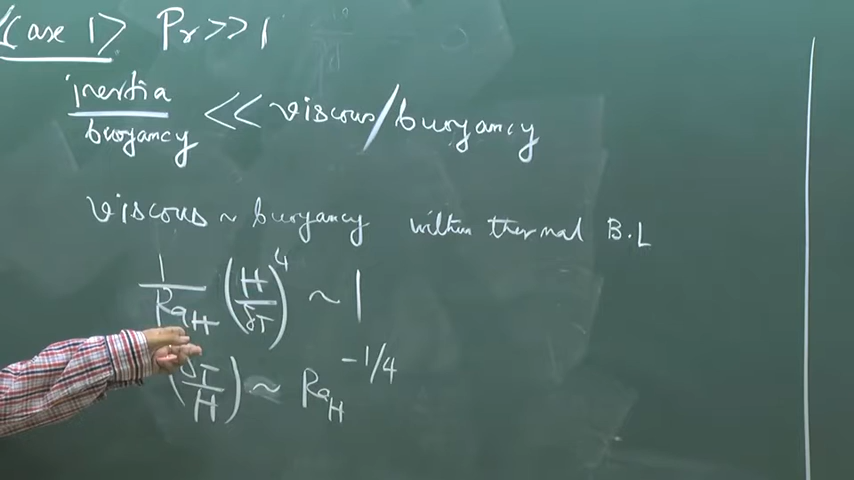 Case 1> Pr>>1
inertia/buoyancy << viscous/buoyancy
viscous ~ buoyancy within thermal B.L
1/Ra_H (H/δT)^4 ~ 1
(δT/H) ~ Ra_H^-1/4